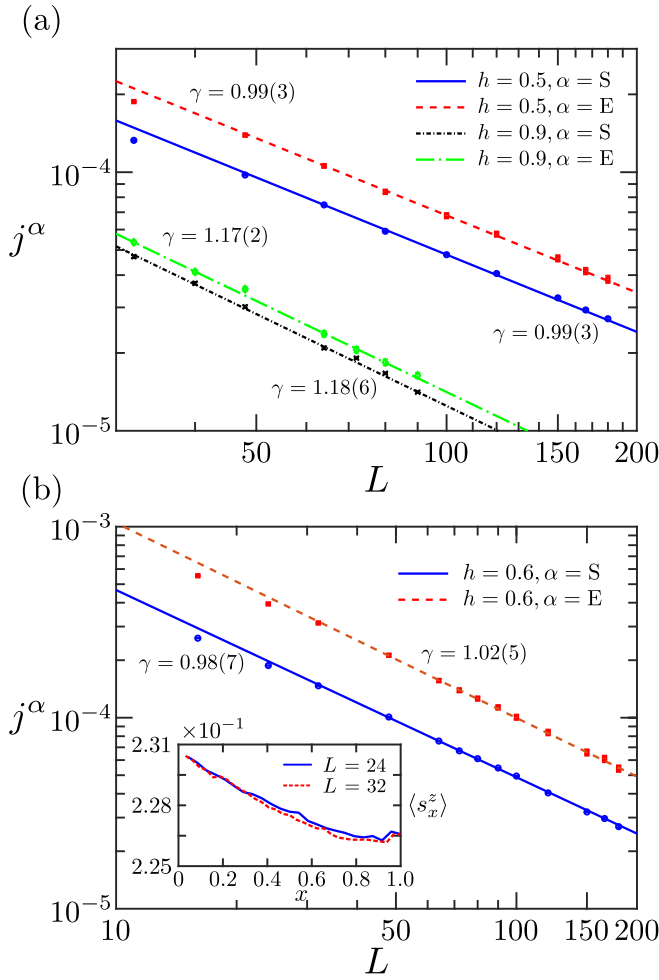 (a)
γ = 0.99(3)
h = 0.5, α = S
h = 0.5, α = E
h = 0.9, α = S
h = 0.9, α = E
10⁻⁴
j^α
γ = 1.17(2)
γ = 0.99(3)
γ = 1.18(6)
10⁻⁵
50 100 150 200
L
(b)
10⁻³
h = 0.6, α = S
h = 0.6, α = E
γ = 0.98(7)
γ = 1.02(5)
j^α
10⁻⁴
×10⁻¹
2.31
L = 24
L = 32
2.28
⟨s_x^z⟩
2.25
0 0.2 0.4 0.6 0.8 1.0
x
10⁻⁵
10 50 100 150 200
L